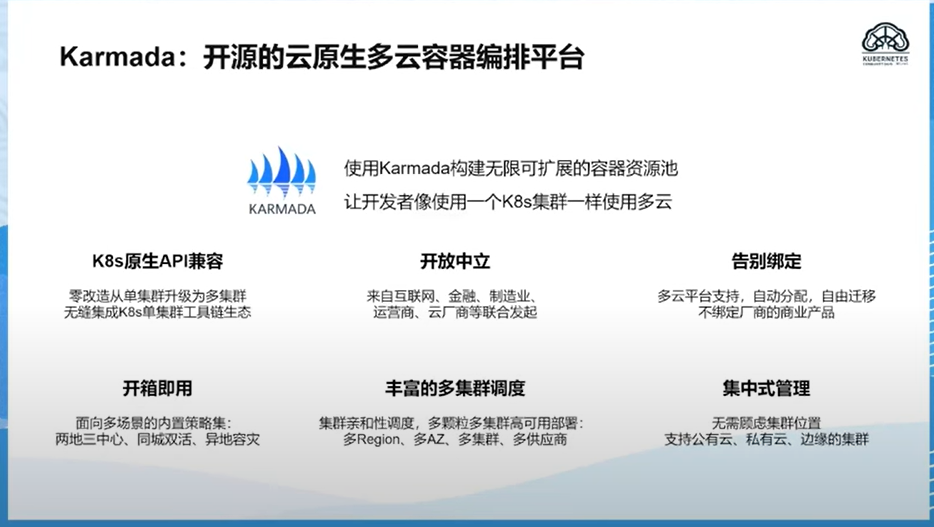 Karmada：开源的云原生多云容器编排平台
KUBERNETES
KARMADA
使用Karmada构建无限可扩展的容器资源池
让开发者像使用一个K8s集群一样使用多云
K8s原生API兼容
零改造从单集群升级为多集群
无缝集成K8s单集群工具链生态
开放中立
来自互联网、金融、制造业、
运营商、云厂商等联合发起
告别绑定
多云平台支持，自动分配，自由迁移
不绑定厂商的商业产品
开箱即用
面向多场景的内置策略集：
两地三中心、同城双活、异地容灾
丰富的多集群调度
集群亲和性调度，多颗粒多集群高可用部署：
多Region、多AZ、多集群、多供应商
集中式管理
无需顾虑集群位置
支持公有云、私有云、边缘的集群